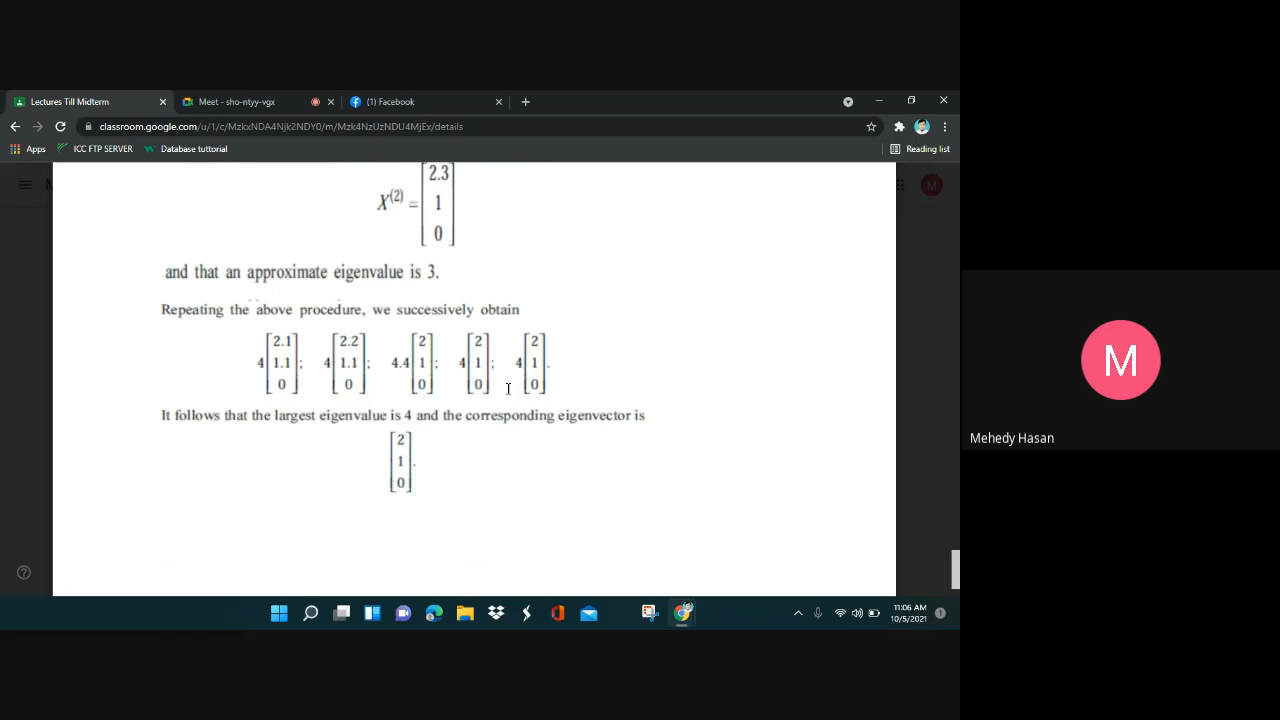 Lectures Till Midterm
Meet - sho-ntyy-vgx
(1) Facebook
classroom.google.com/u/1/c/MzkxNDA4Njk2NDY0/m/Mzk4NzUzNDU4MjEx/details
Apps
ICC FTP SERVER
Database tuttorial
Reading list
M
X(2) = [2.3 1 0]
and that an approximate eigenvalue is 3.
Repeating the above procedure, we successively obtain
4 [2.1 1.1 0]; 4 [2.2 1.1 0]; 4.4 [2 1 0]; 4 [2 1 0]; 4 [2 1 0].
It follows that the largest eigenvalue is 4 and the corresponding eigenvector is
[2 1 0].
11:06 AM
10/5/2021
1
M
Mehedy Hasan